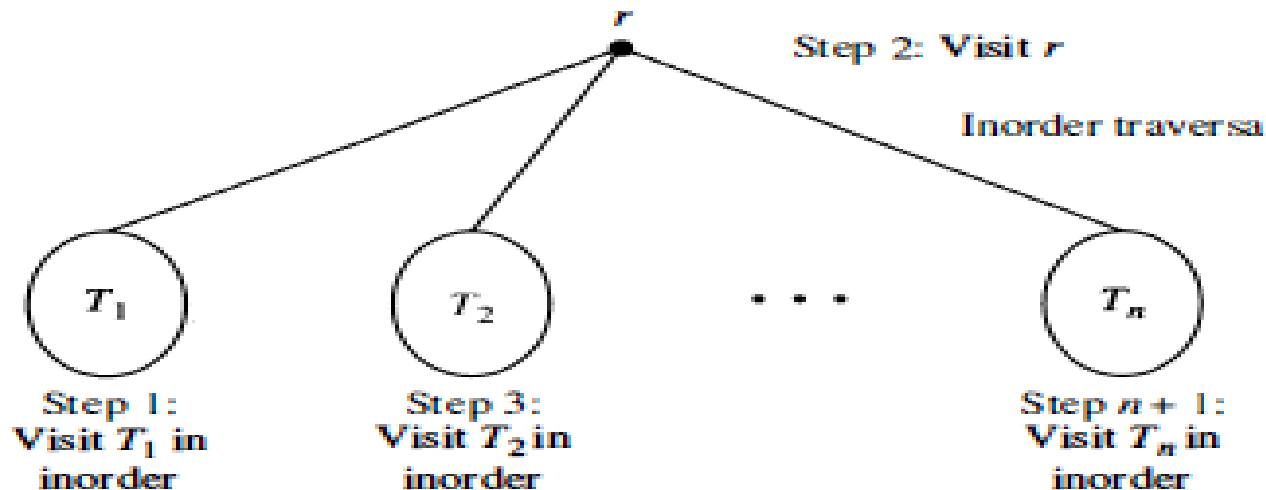 r
Step 2: Visit r
Inorder traversa
T1
T2
• • •
Tn
Step 1:
Visit T1 in
inorder
Step 3:
Visit T2 in
inorder
Step n + 1:
Visit Tn in
inorder